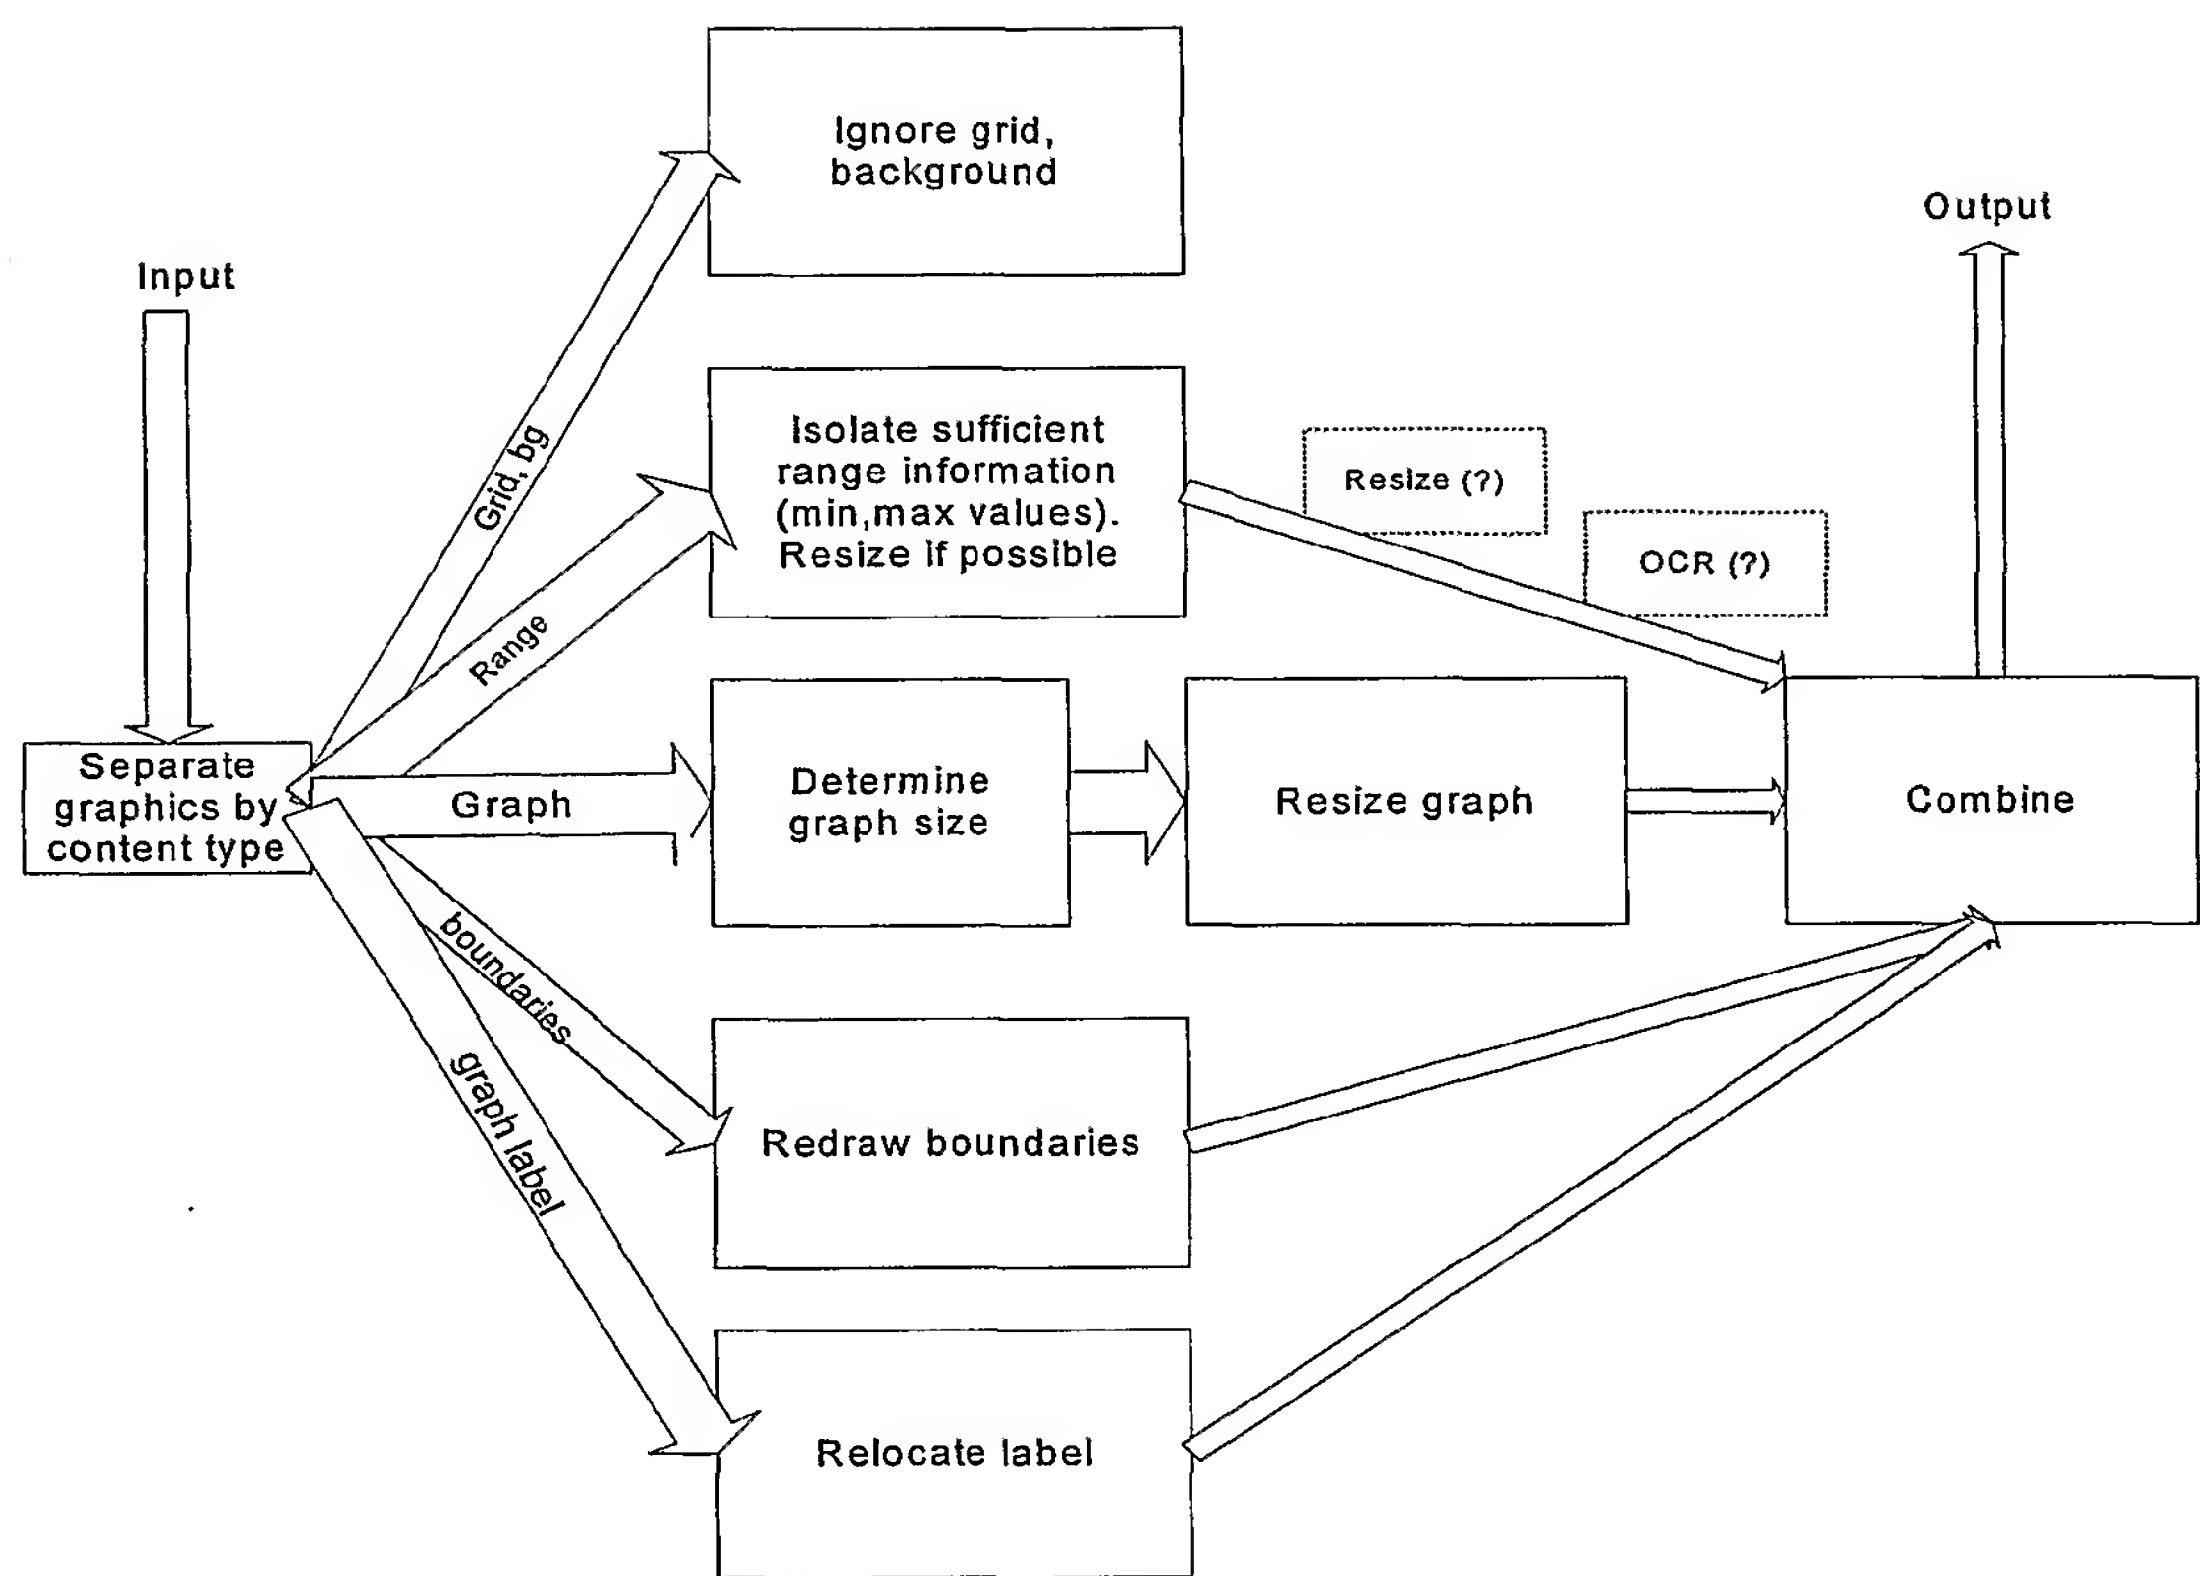 Ignore grid,
background
Output
Input
Grid, bg
Isolate sufficient
range information
(min,max values).
Resize if possible
Resize (?)
OCR (?)
Range
Separate
graphics by
content type
Graph
Determine
graph size
Resize graph
Combine
boundaries
graph label
Redraw boundaries
Relocate label